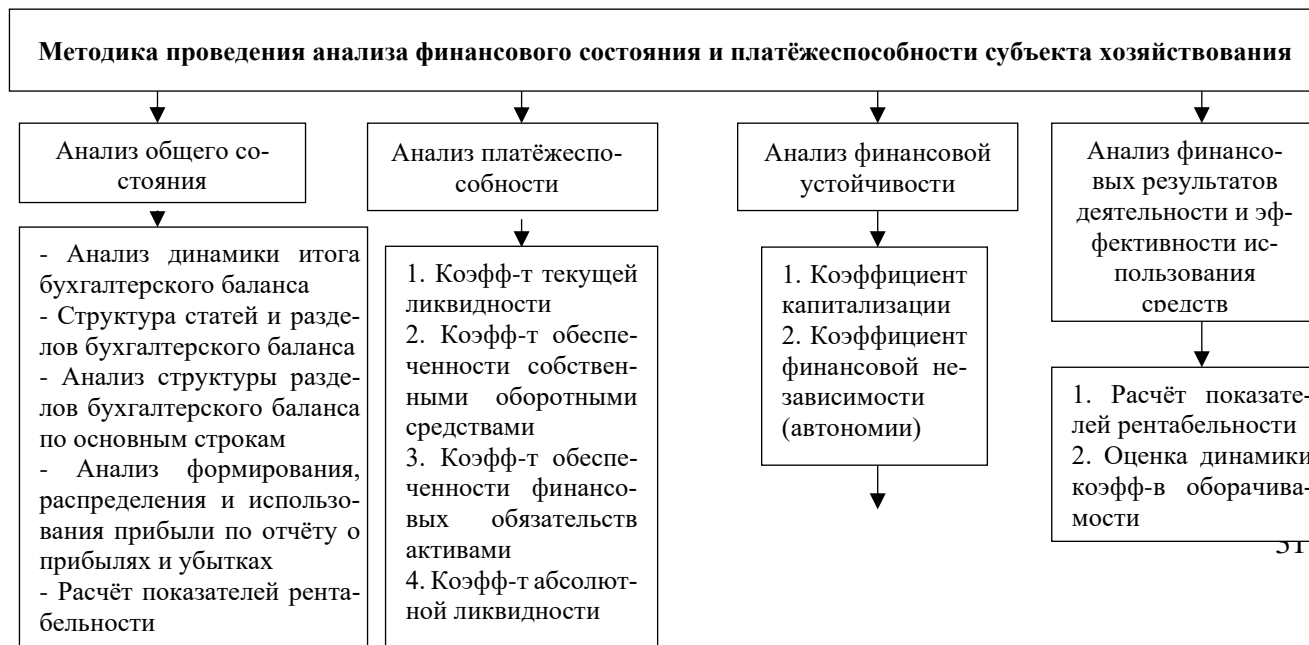 Методика проведения анализа финансового состояния и платёжеспособности субъекта хозяйствования
Анализ общего со-
стояния
- Анализ динамики итога
бухгалтерского баланса
- Структура статей и разде-
лов бухгалтерского баланса
- Анализ структуры разде-
лов бухгалтерского баланса
по основным строкам
- Анализ формирования,
распределения и использо-
вания прибыли по отчёту о
прибылях и убытках
- Расчёт показателей рента-
бельности
Анализ платёжеспо-
собности
1. Коэфф-т текущей
ликвидности
2. Коэфф-т обеспе-
ченности собствен-
ными оборотными
средствами
3. Коэфф-т обеспе-
ченности финансо-
вых обязательств
активами
4. Коэфф-т абсолют-
ной ликвидности
Анализ финансовой
устойчивости
1. Коэффициент
капитализации
2. Коэффициент
финансовой не-
зависимости
(автономии)
Анализ финансо-
вых результатов
деятельности и эф-
фективности ис-
пользования
средств
1. Расчёт показате-
лей рентабельности
2. Оценка динамики
коэфф-в оборачива-
мости
51